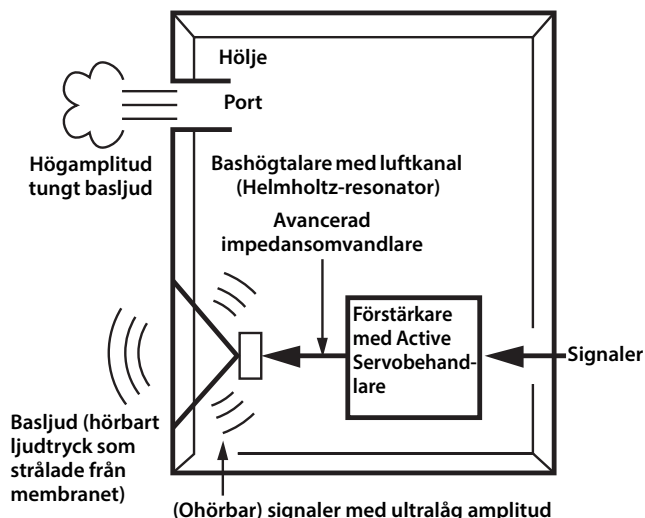 Hölje
Port
Högamplitud
tungt basljud
Bashögtalare med luftkanal
(Helmholtz-resonator)
Avancerad
impedansomvandlare
Förstärkare
med Active
Servobehand-
lare
Signaler
Basljud (hörbart
ljudtryck som
strålade från
membranet)
(Ohörbar) signaler med ultralåg amplitud